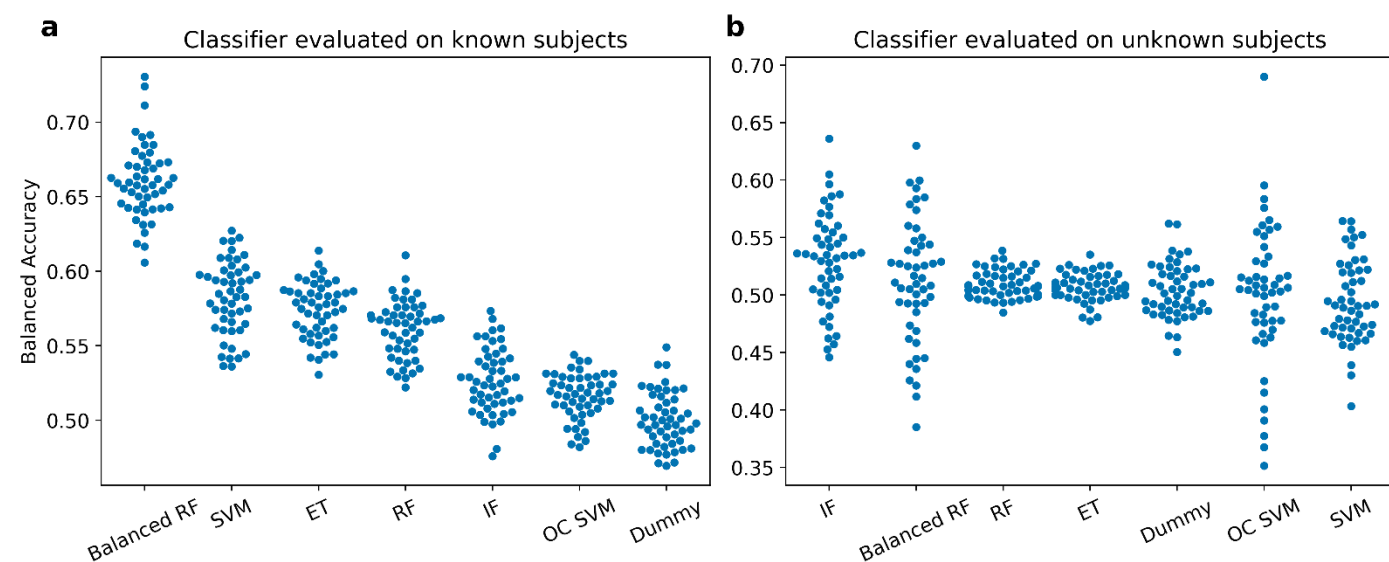 a
Classifier evaluated on known subjects
Balanced Accuracy
0.70
0.65
0.60
0.55
0.50
Balanced RF
SVM
ET
RF
IF
OC SVM
Dummy
b
Classifier evaluated on unknown subjects
0.70
0.65
0.60
0.55
0.50
0.45
0.40
0.35
IF
Balanced RF
RF
ET
Dummy
OC SVM
SVM